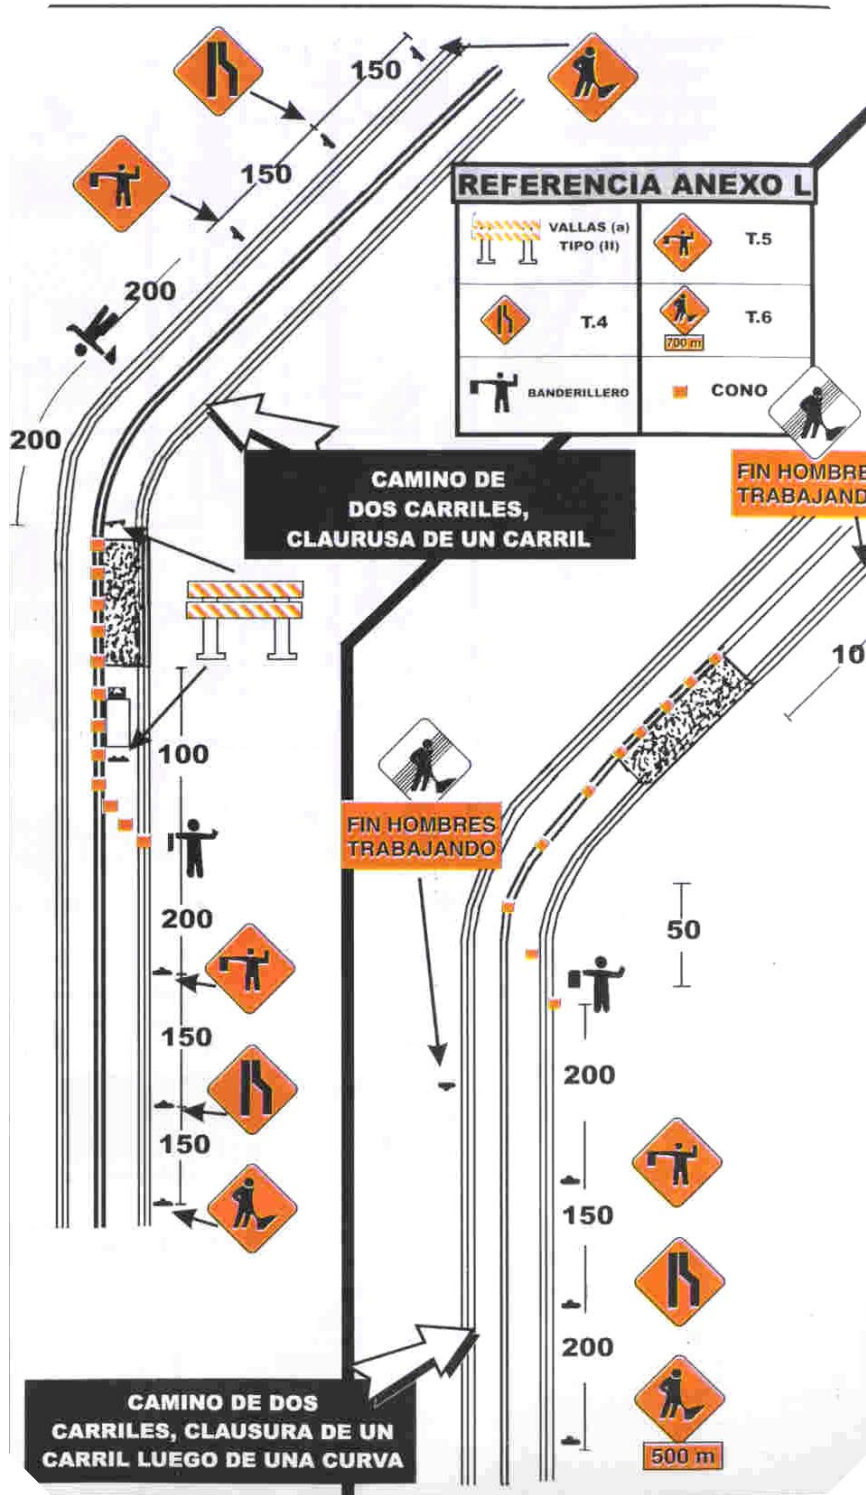 150
150
REFERENCIA ANEXO L
VALLAS (a)
TIPO (II)
T.5
T.4
T.6
700 m
BANDERILLERO
CONO
200
200
CAMINO DE
DOS CARRILES,
CLAURUSA DE UN CARRIL
FIN HOMBRES
TRABAJAND
10
100
FIN HOMBRES
TRABAJANDO
200
50
150
200
150
150
200
500 m
CAMINO DE DOS
CARRILES, CLAUSURA DE UN
CARRIL LUEGO DE UNA CURVA